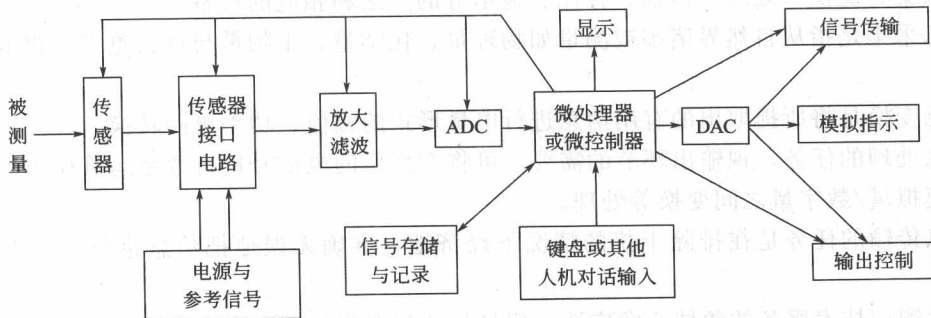 显示
信号传输
被测量
传感器
传感器
接口
电路
放大
滤波
ADC
微处理器
或微控制器
DAC
模拟指示
电源与
参考信号
信号存储
与记录
键盘或其他
人机对话输入
输出控制